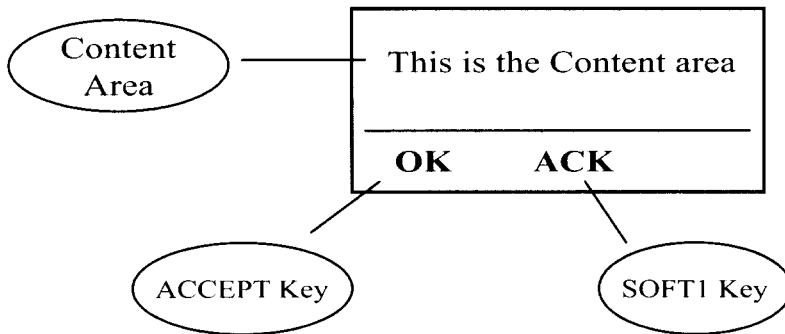 Content
Area
This is the Content area
OK ACK
ACCEPT Key
SOFT1 Key